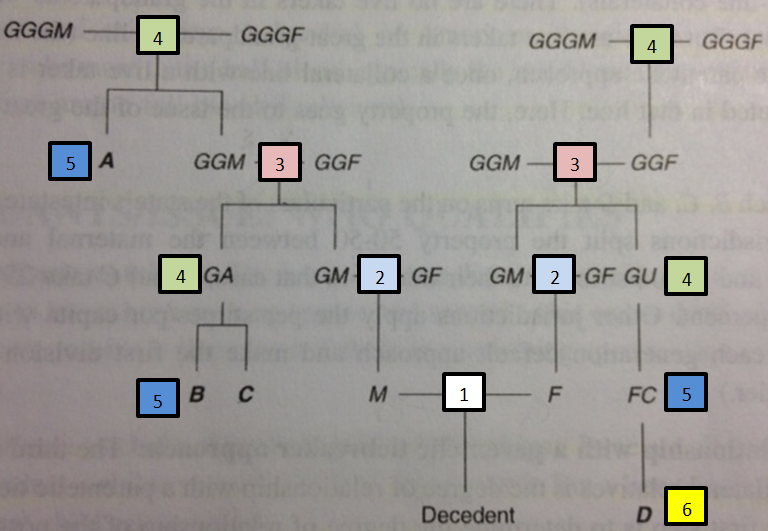 GGGM 4 GGGF GGGM 4 GGGF
5 A GGM 3 GGF GGM 3 GGF
4 GA GM 2 GF GM 2 GF GU 4
5 B C M 1 F FC 5
Decedent D 6